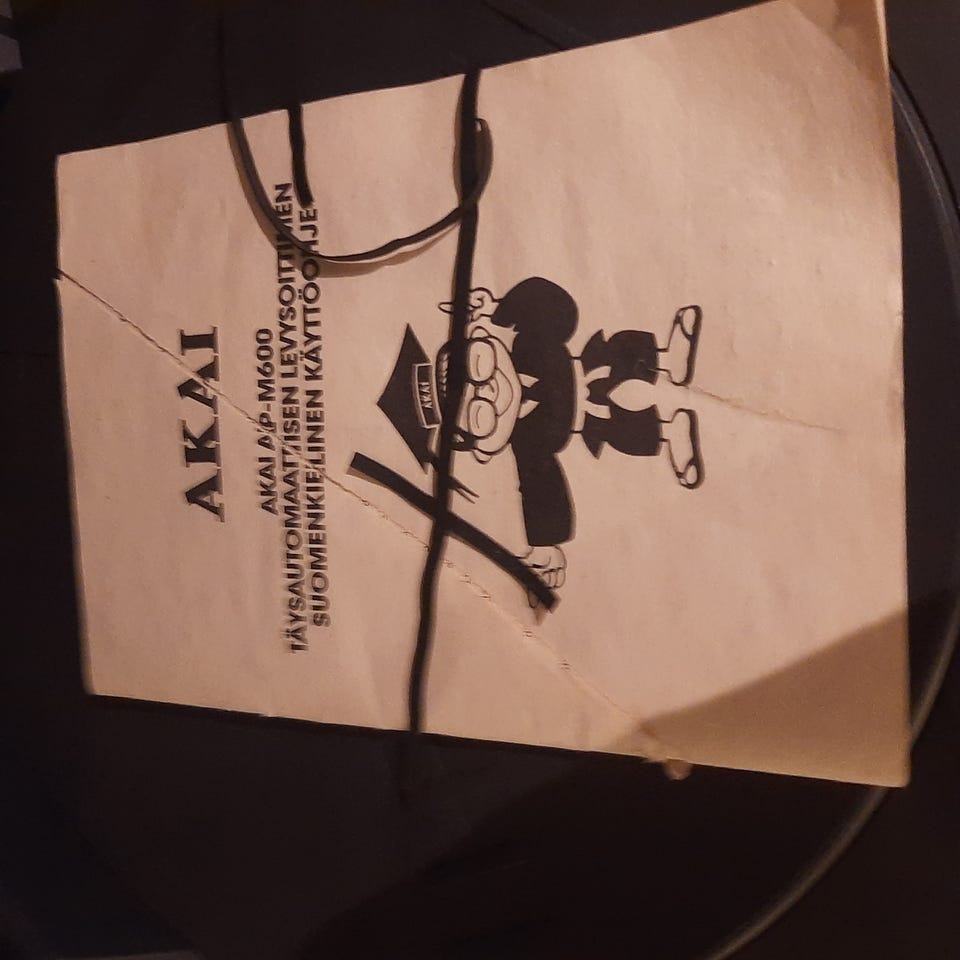 AKAI
AKAI AP-M600
TÄYSAUTOMAATTISEN LEVYSOITTIMEN
SUOMENKIELINEN KÄYTTÖOHJE
AKAI